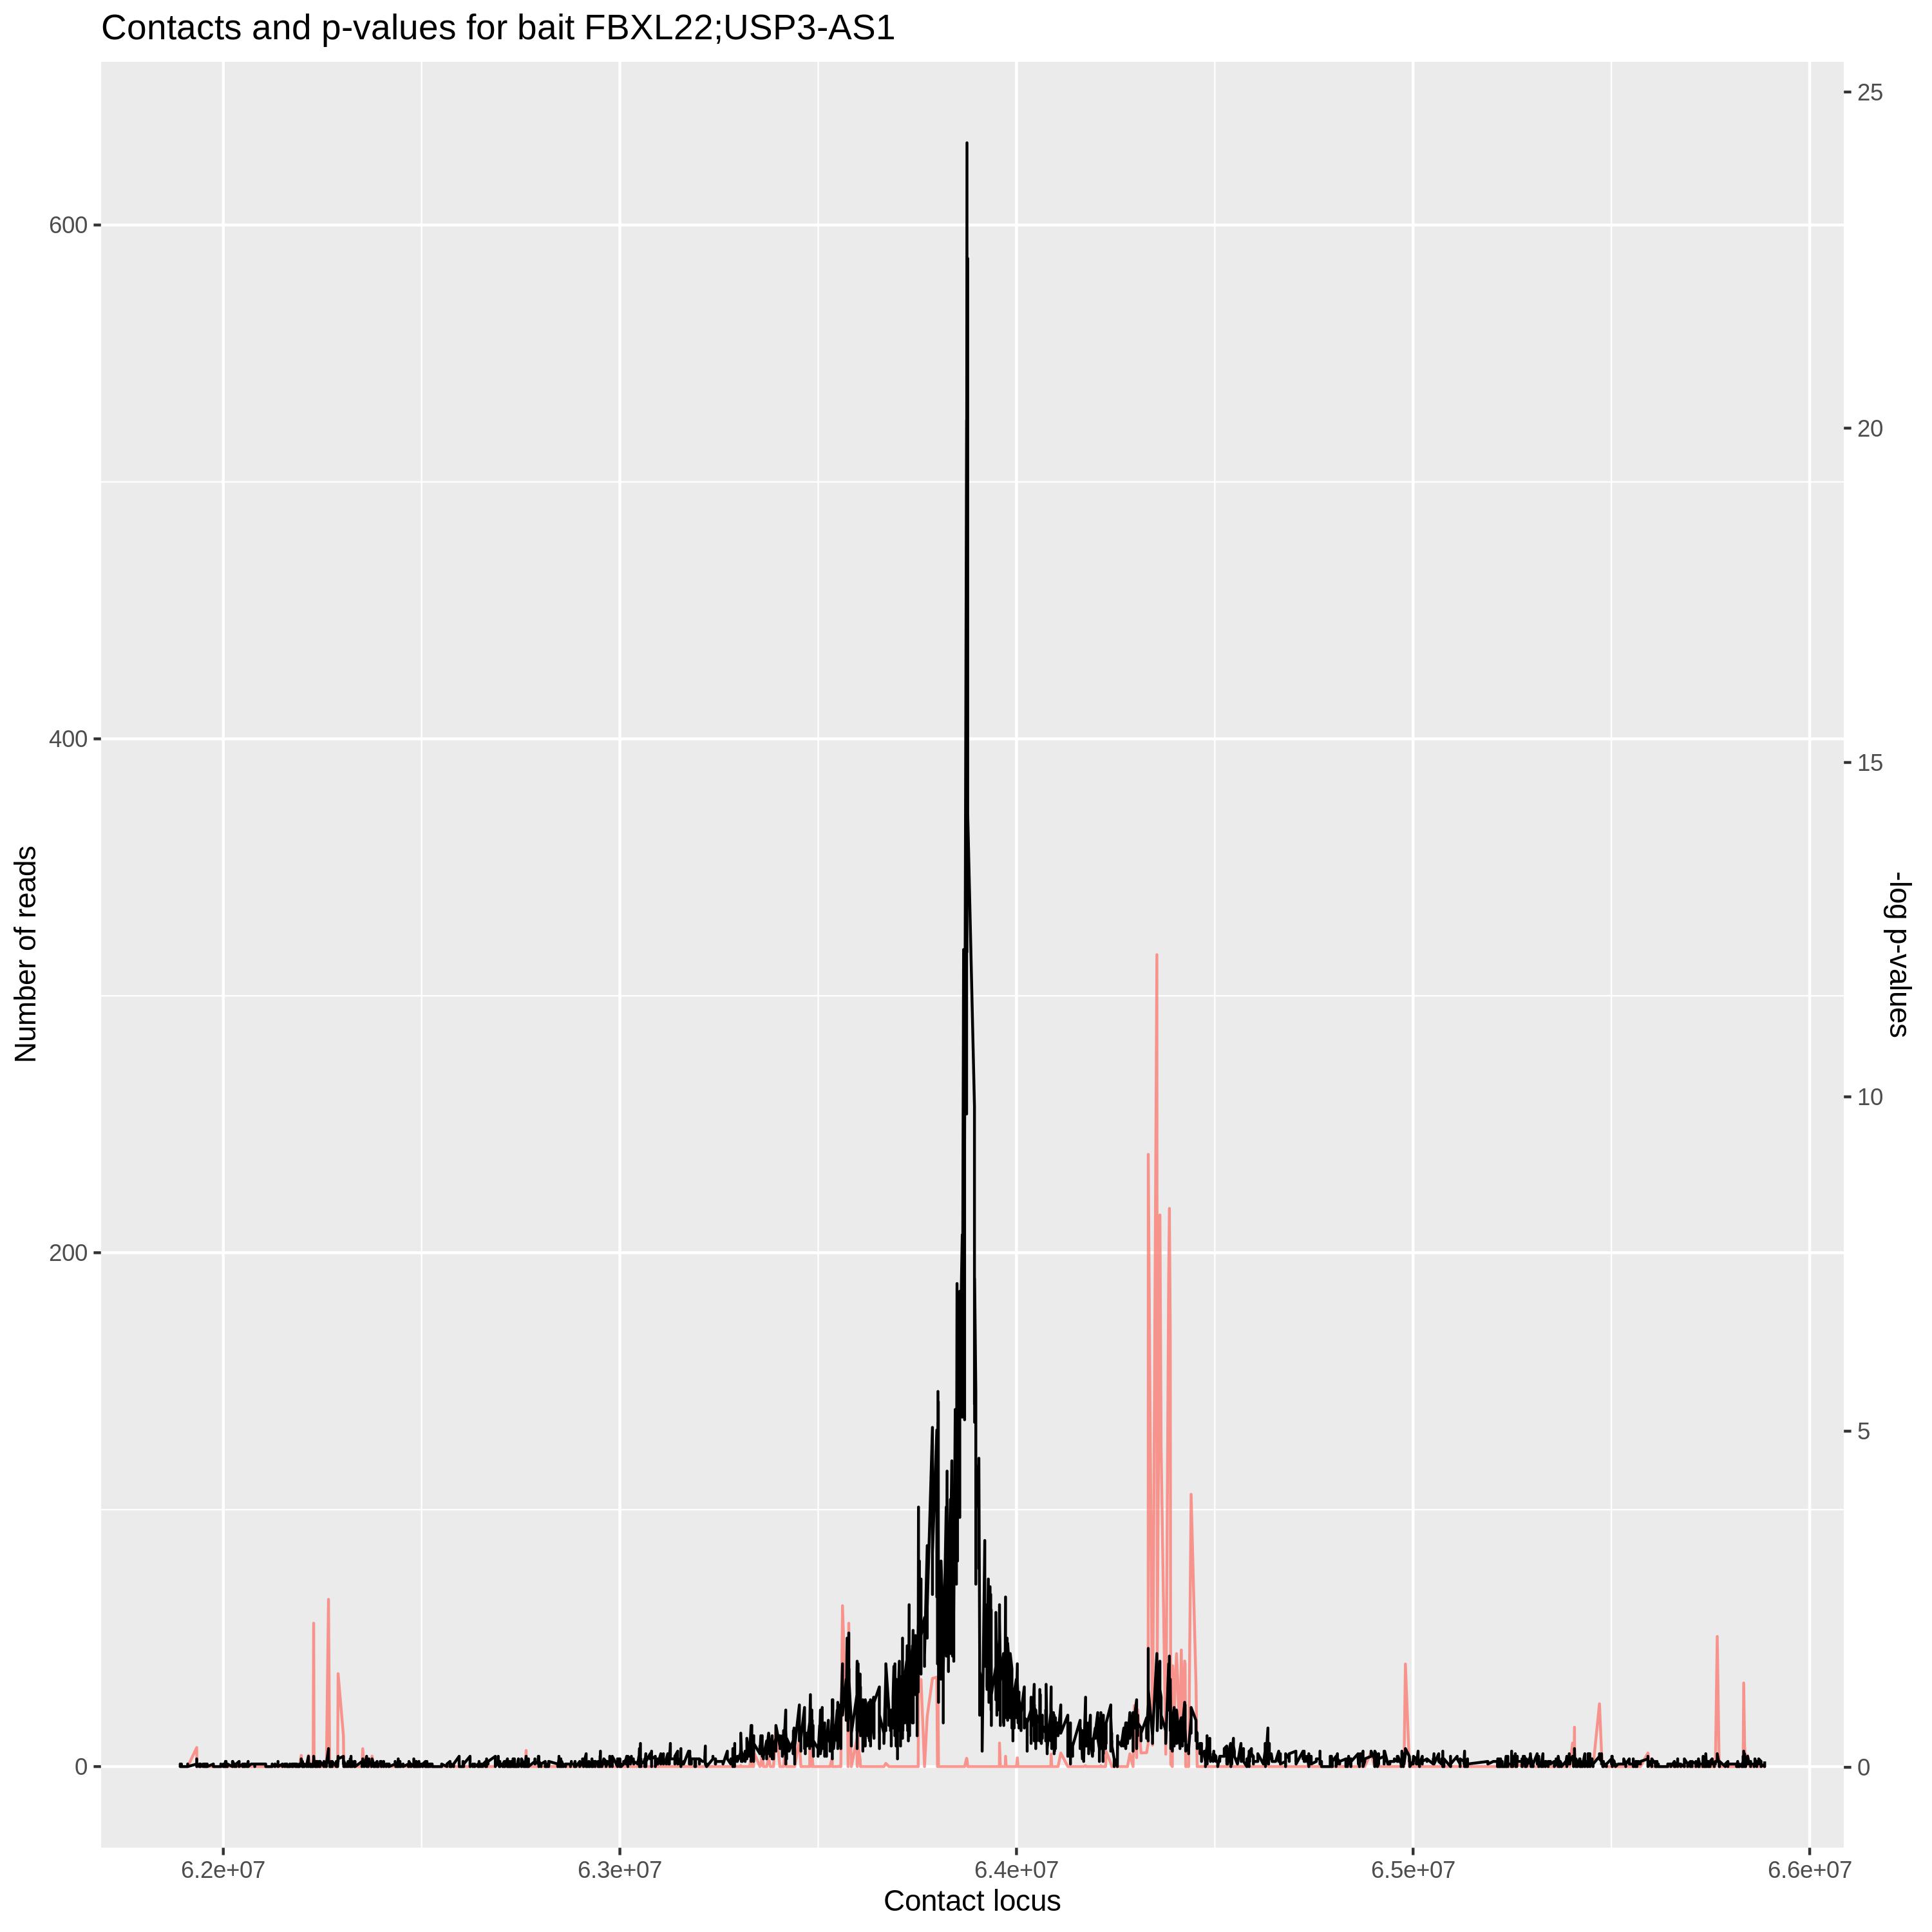 Contacts and p-values for bait FBXL22;USP3-AS1
25
600
20
400
15
Number of reads
-log p-values
10
200
5
0
0
6.2e+07
6.3e+07
6.4e+07
6.5e+07
6.6e+07
Contact locus